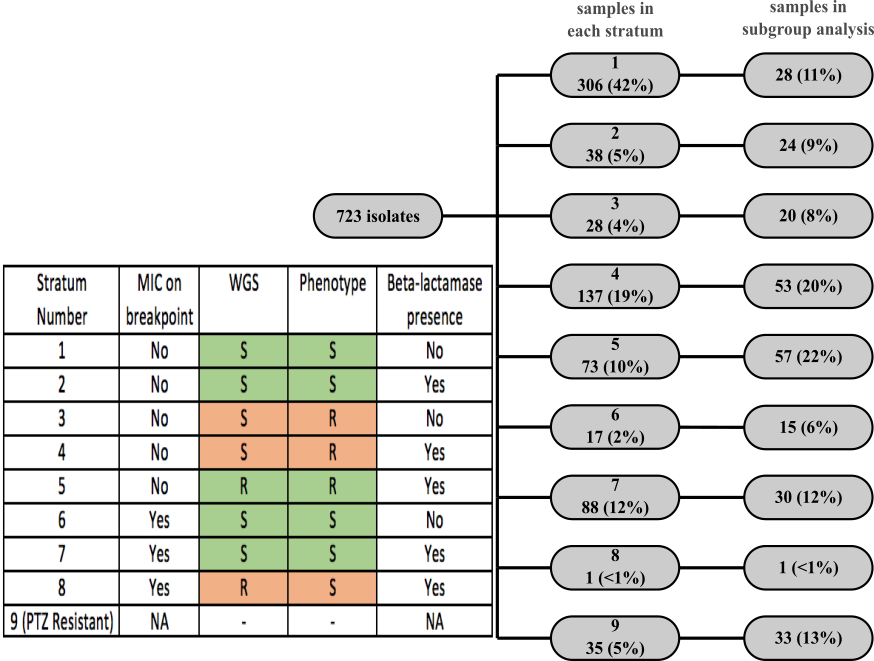 samples in
each stratum
samples in
subgroup analysis
723 isolates
1
306 (42%)
28 (11%)
2
38 (5%)
24 (9%)
3
28 (4%)
20 (8%)
4
137 (19%)
53 (20%)
5
73 (10%)
57 (22%)
6
17 (2%)
15 (6%)
7
88 (12%)
30 (12%)
8
1 (<1%)
1 (<1%)
9
35 (5%)
33 (13%)
Stratum Number MIC on breakpoint WGS Phenotype Beta-lactamase presence
1 No S S No
2 No S S Yes
3 No S R No
4 No S R Yes
5 No R R Yes
6 Yes S S No
7 Yes S S Yes
8 Yes R S Yes
9 (PTZ Resistant) NA - - NA